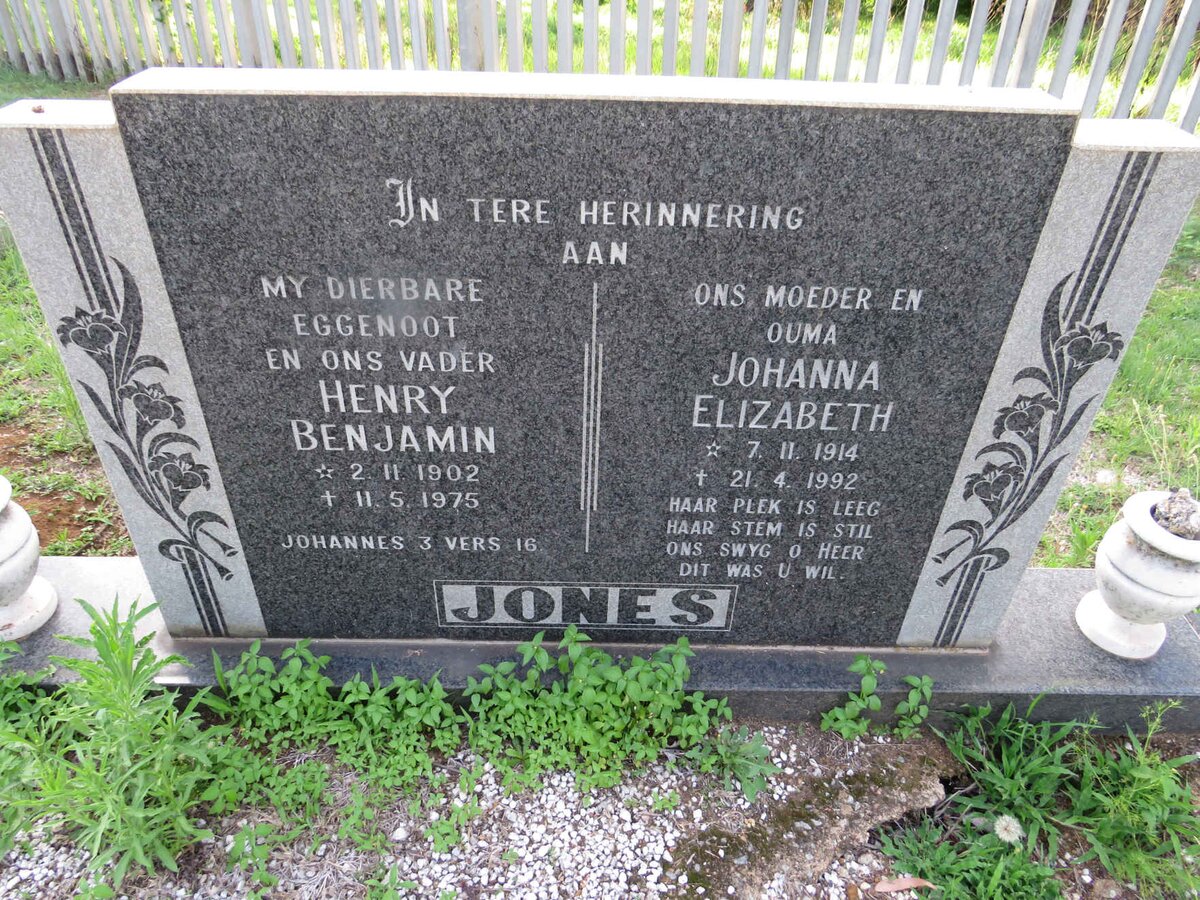 In TERE HERINNERING
AAN
MY DIERBARE
EGGENOOT
EN ONS VADER
HENRY
BENJAMIN
☆ 2. 11 1902
† 11. 5. 1975
JOHANNES 3 VERS 16
ONS MOEDER EN
OUMA
JOHANNA
ELIZABETH
☆ 7. 11. 1914
† 21. 4. 1992
HAAR PLEK IS LEEG
HAAR STEM IS STIL
ONS SWYG O HEER
DIT WAS U WIL.
JONES